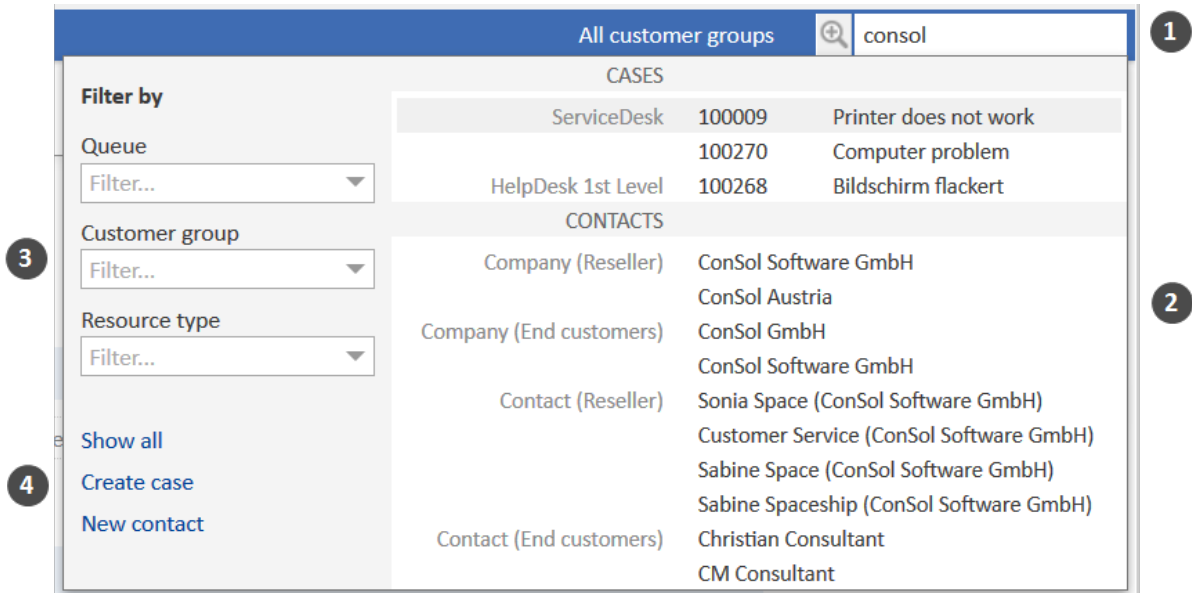 All customer groups consol 1
CASES
Filter by
ServiceDesk 100009 Printer does not work
Queue
100270 Computer problem
Filter...
HelpDesk 1st Level 100268 Bildschirm flackert
CONTACTS
Customer group
3
Filter...
Company (Reseller) ConSol Software GmbH
ConSol Austria
2
Resource type
Company (End customers) ConSol GmbH
Filter...
ConSol Software GmbH
Contact (Reseller) Sonia Space (ConSol Software GmbH)
e
Show all
Customer Service (ConSol Software GmbH)
Sabine Space (ConSol Software GmbH)
4
Create case
Sabine Spaceship (ConSol Software GmbH)
New contact
Contact (End customers) Christian Consultant
CM Consultant